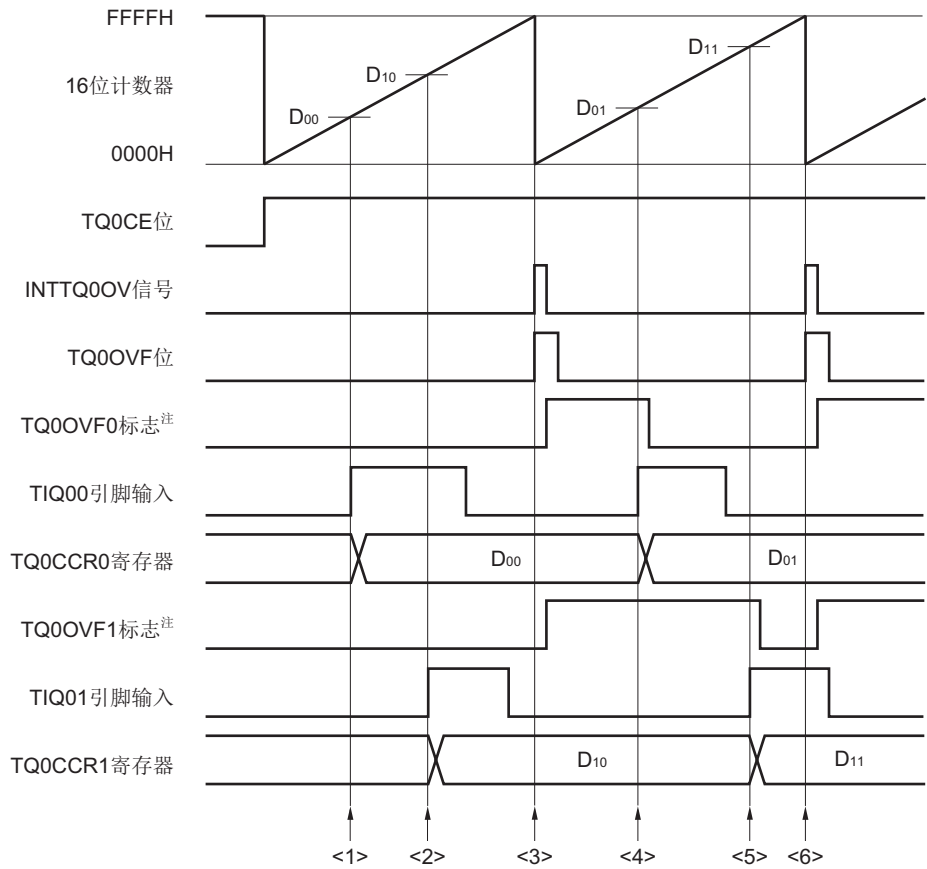 FFFFH
16位计数器
0000H
D00
D10
D01
D11
TQ0CE位
INTTQ0OV信号
TQ0OVF位
TQ0OVF0标志注
TIQ00引脚输入
TQ0CCR0寄存器
D00
D01
TQ0OVF1标志注
TIQ01引脚输入
TQ0CCR1寄存器
D10
D11
<1> <2> <3> <4> <5> <6>